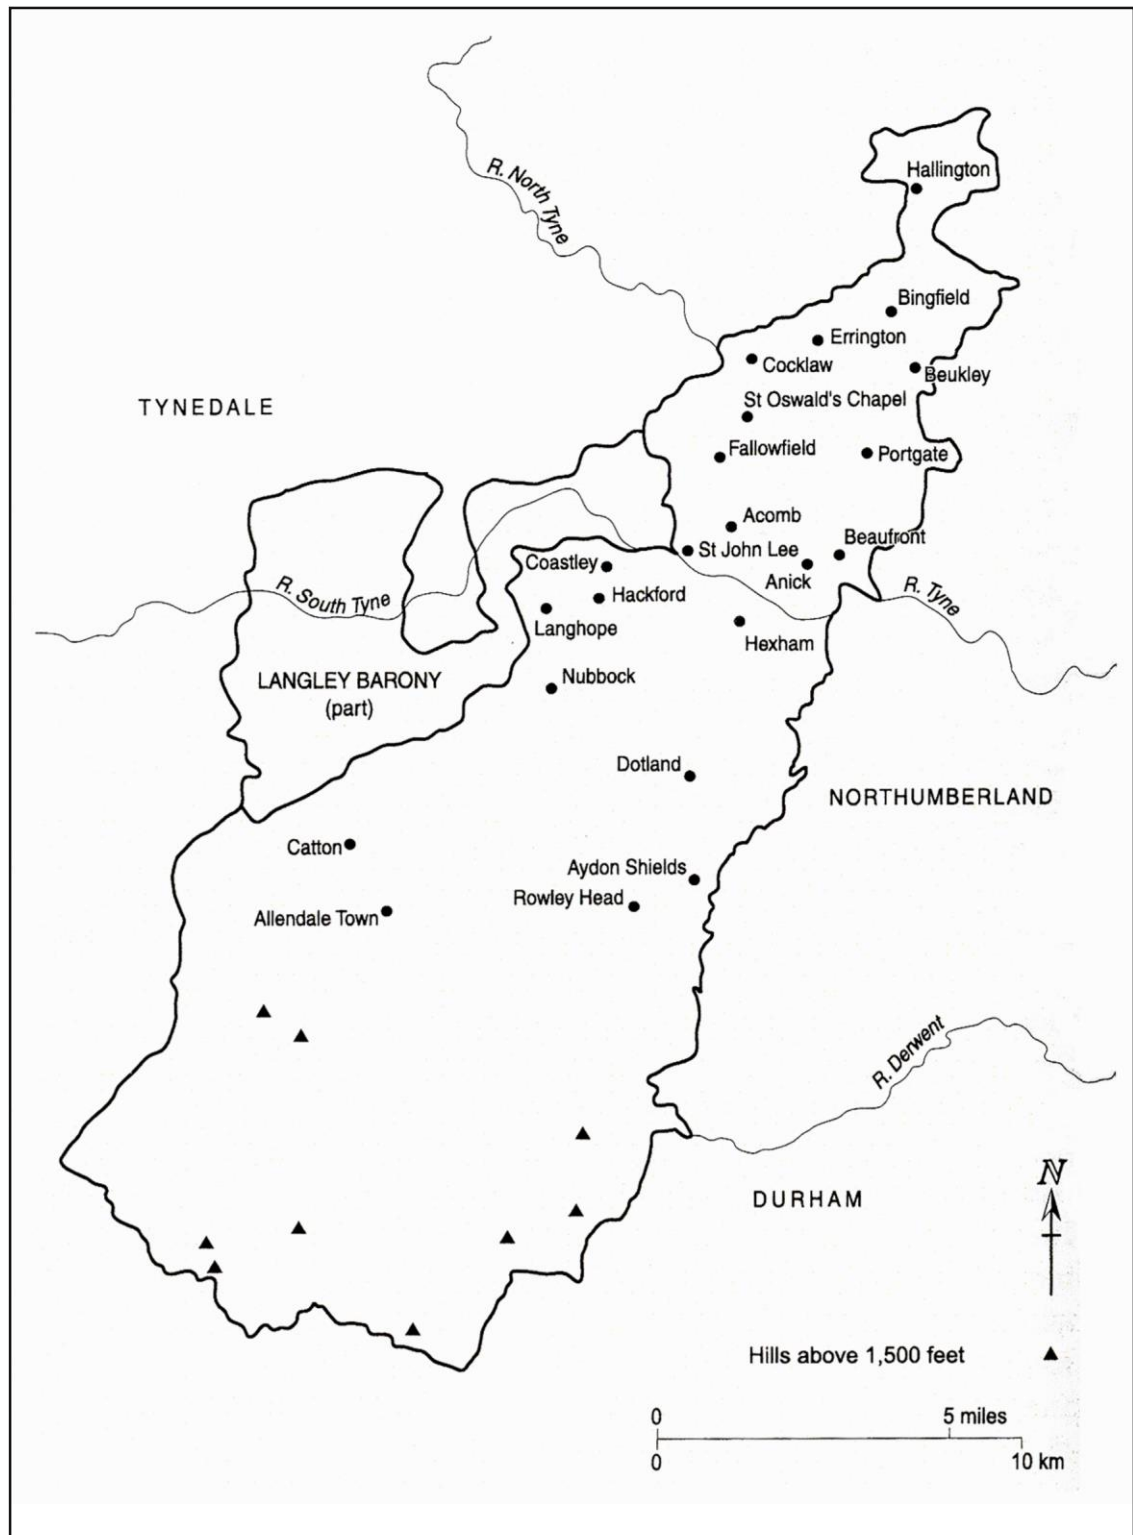 Hallington
R. North Tyne
Bingfield
Errington
Cocklaw
Beukley
St Oswald's Chapel
TYNEDALE
Fallowfield
Portgate
Acomb
Beaufront
St John Lee
Coastley
Anick
R. South Tyne
Hackford
R. Tyne
Langhope
Hexham
LANGLEY BARONY
(part)
Nubbock
Dotland
NORTHUMBERLAND
Catton
Aydon Shields
Rowley Head
Allendale Town
R. Derwent
N
DURHAM
Hills above 1,500 feet
0 5 miles
0 10 km